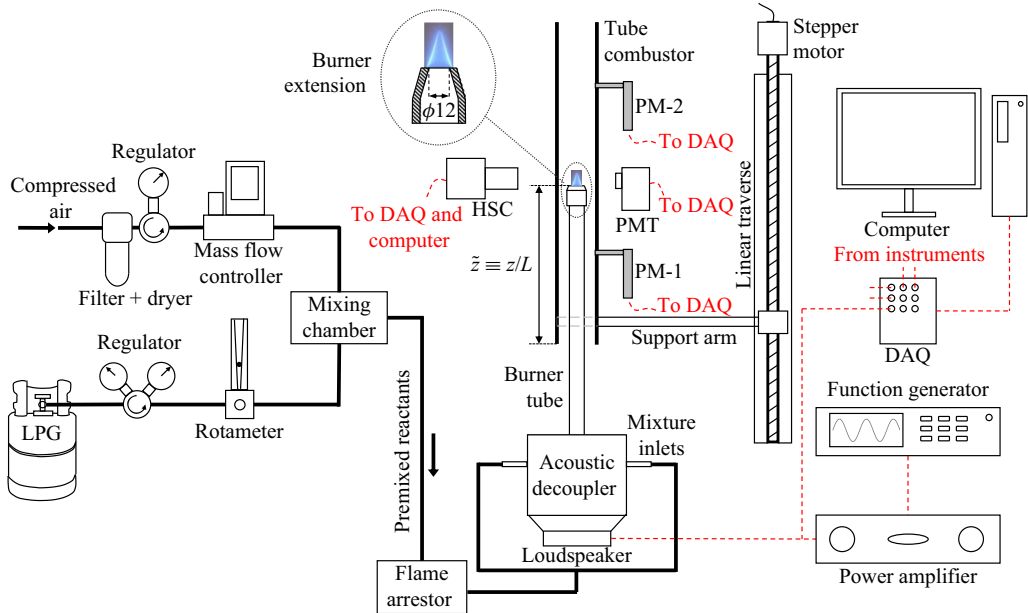 Burner
extension
ϕ12
Tube
combustor
Stepper
motor
PM-2
To DAQ
Regulator
Compressed
air
HSC
PMT
To DAQ
To DAQ and
computer
Linear traverse
Computer
From instruments
Mass flow
controller
z̃ ≡ z/L
PM-1
To DAQ
Filter + dryer
Mixing
chamber
Support arm
DAQ
Regulator
Burner
tube
Function generator
LPG
Rotameter
Premixed reactants
Mixture
inlets
Acoustic
decoupler
Loudspeaker
Flame
arrestor
Power amplifier